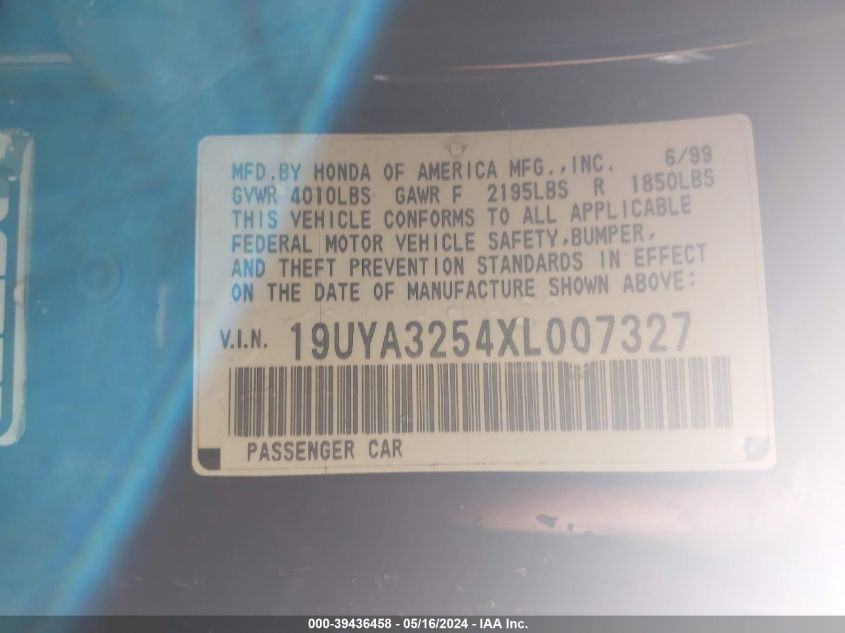 MFD.BY HONDA OF AMERICA MFG.,INC. 6/99
GVWR 4010LBS GAWR F 2195LBS R 1850LBS
THIS VEHICLE CONFORMS TO ALL APPLICABLE
FEDERAL MOTOR VEHICLE SAFETY,BUMPER,
AND THEFT PREVENTION STANDARDS IN EFFECT
ON THE DATE OF MANUFACTURE SHOWN ABOVE:
V.I.N. 19UYA3254XL007327
PASSENGER CAR
000-39436458 - 05/16/2024 - IAA Inc.